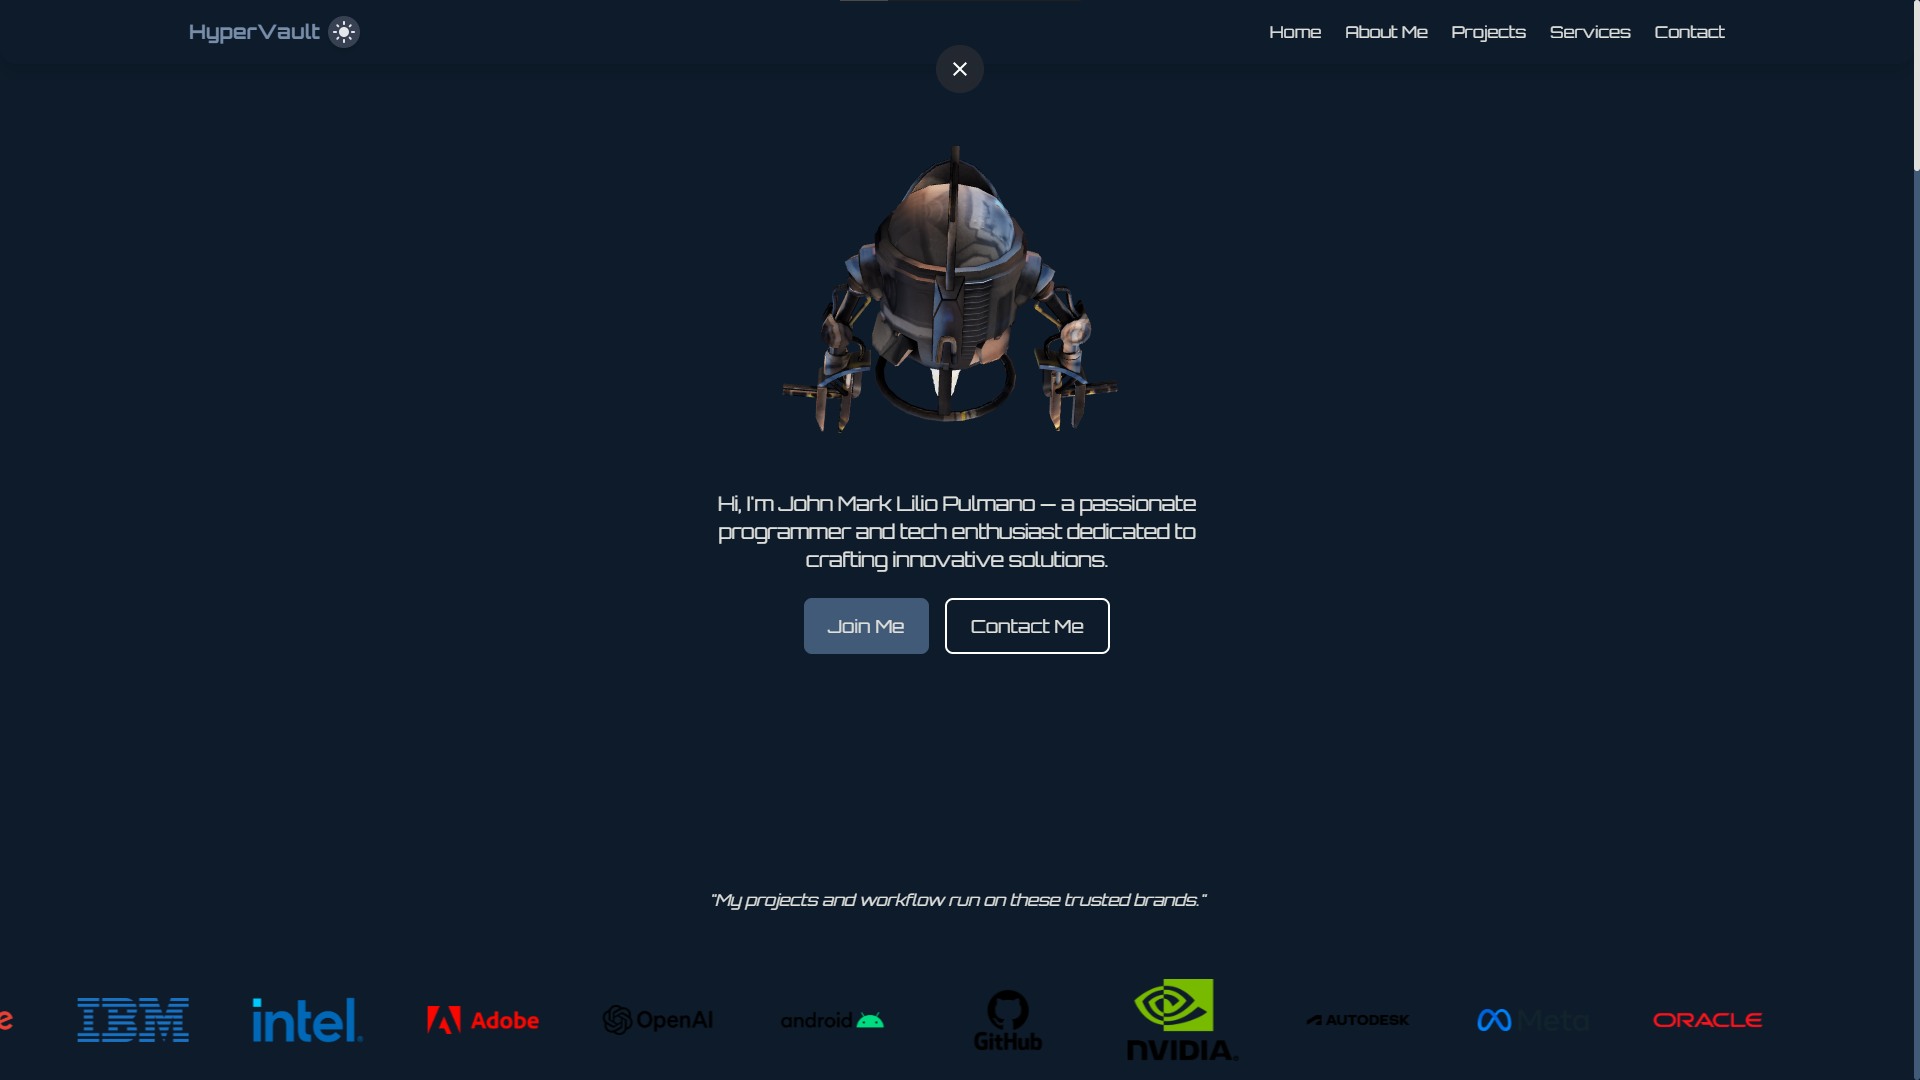 HyperVault
Home About Me Projects Services Contact
Hi, I'm John Mark Lilio Pulmano — a passionate
programmer and tech enthusiast dedicated to
crafting innovative solutions.
Join Me Contact Me
"My projects and workflow run on these trusted brands."
e IBM intel. Adobe OpenAI android GitHub NVIDIA. AUTODESK Meta ORACLE